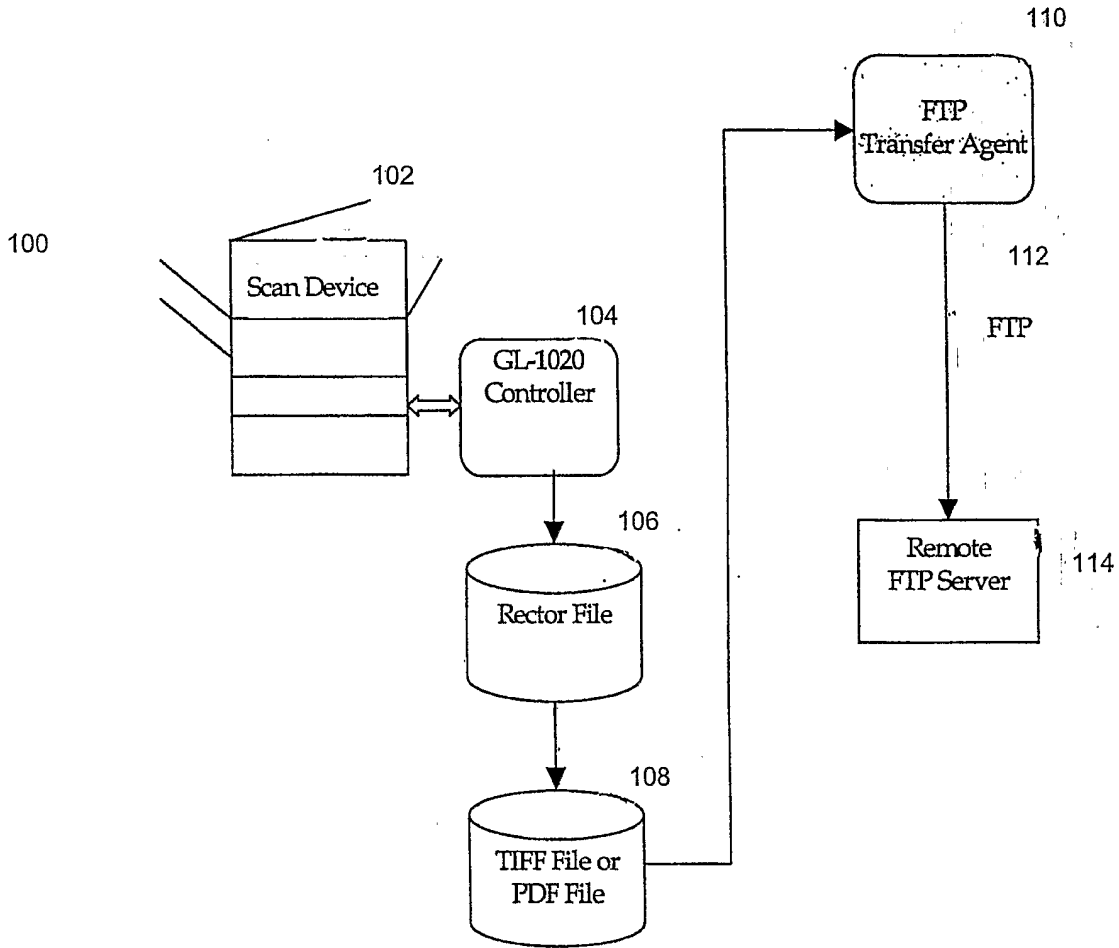 110
FTP
Transfer Agent
102
100
Scan Device
112
FTP
104
GL-1020
Controller
106
Rector File
Remote
FTP Server
114
108
TIFF File or
PDF File